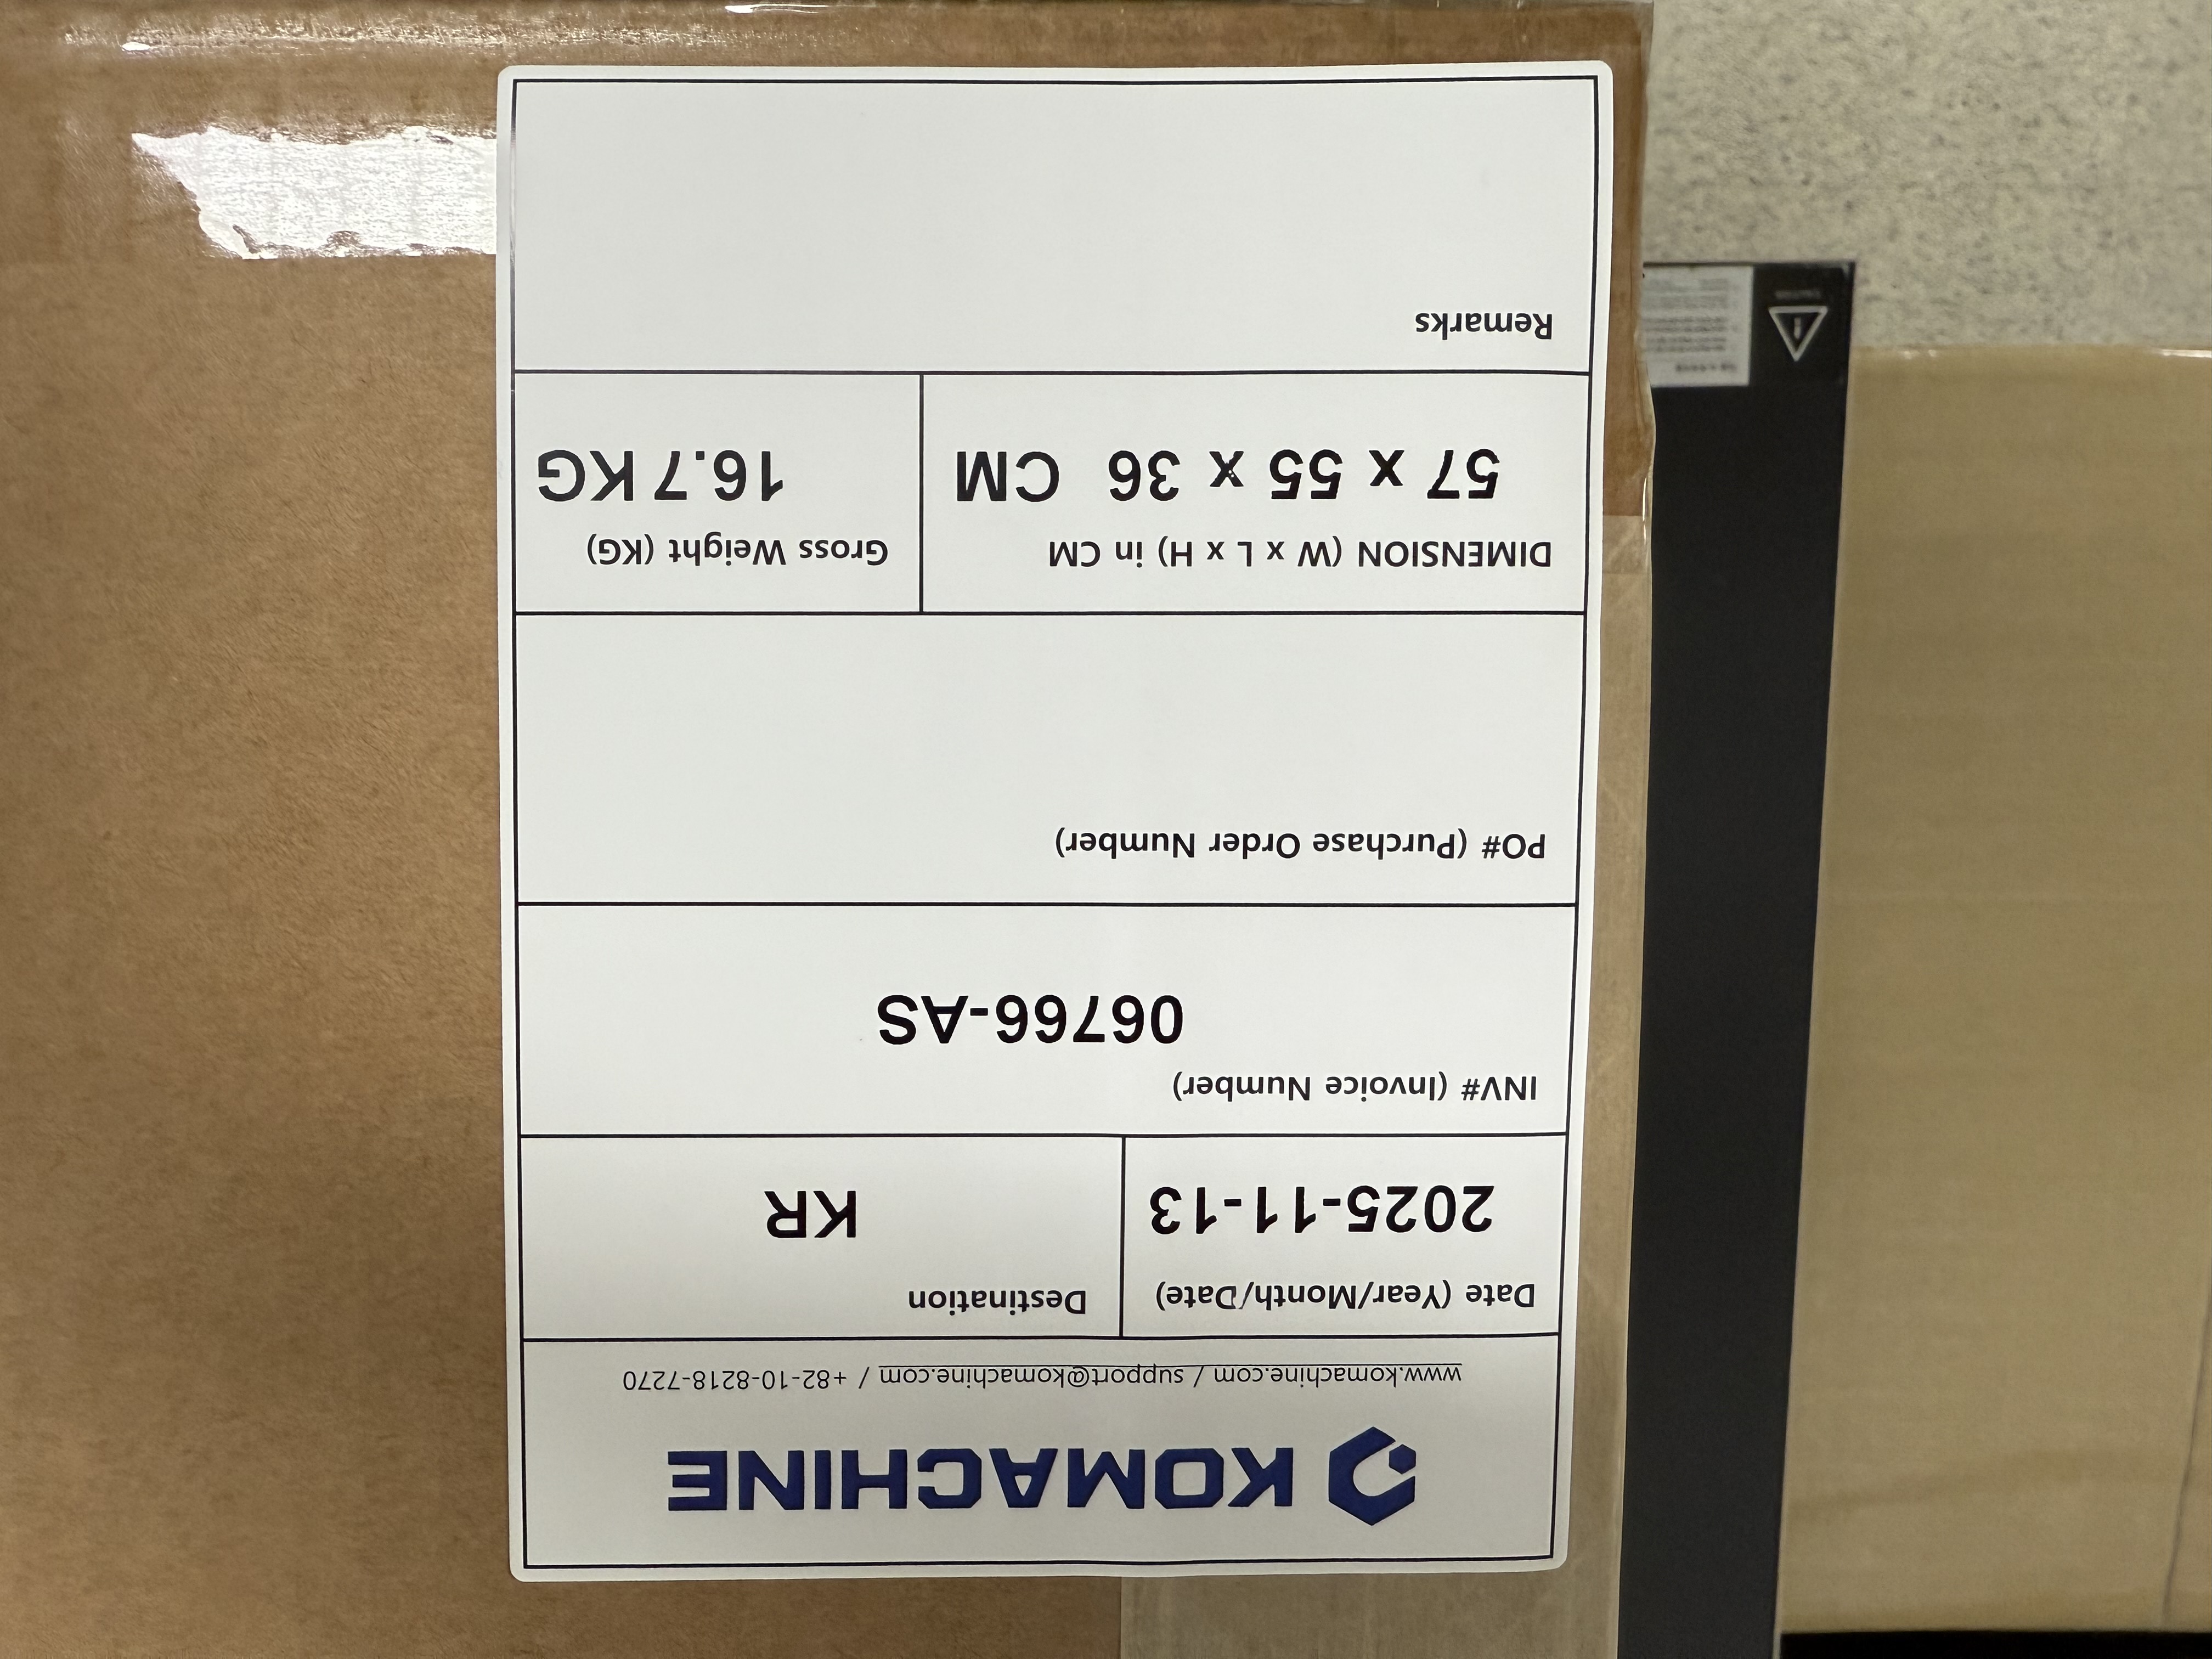 KOMACHINE
www.komachine.com / support@komachine.com / +82-10-8218-7270
Date (Year/Month/Date)
2025-11-13
Destination
KR
INV# (Invoice Number)
06766-AS
PO# (Purchase Order Number)
DIMENSION (W x L x H) in CM
57 x 55 x 36 CM
Gross Weight (KG)
16.7 KG
Remarks